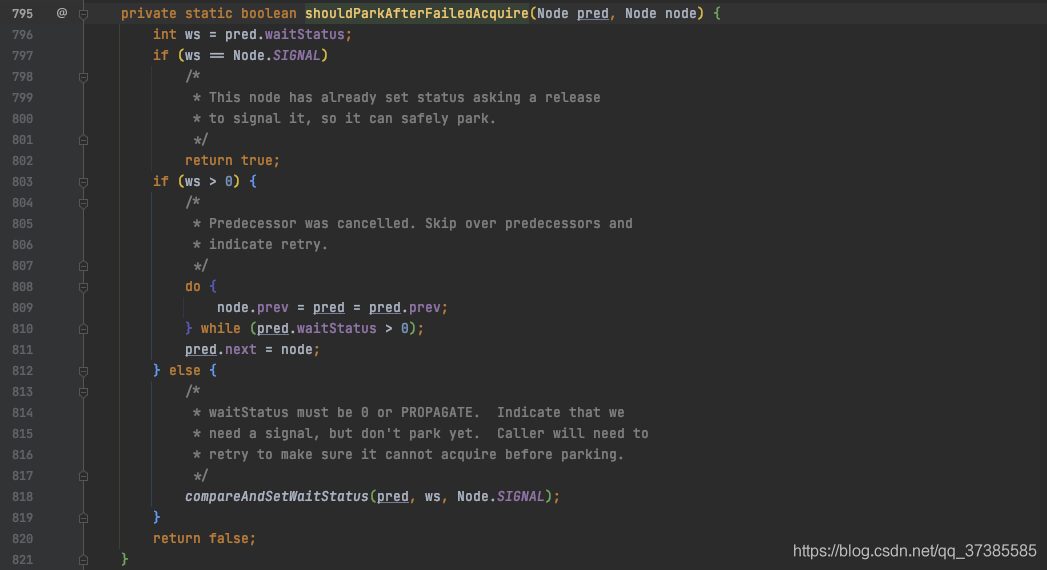 795 @ private static boolean shouldParkAfterFailedAcquire(Node pred, Node node) {
796 int ws = pred.waitStatus;
797 if (ws == Node.SIGNAL)
798 /*
799 * This node has already set status asking a release
800 * to signal it, so it can safely park.
801 */
802 return true;
803 if (ws > 0) {
804 /*
805 * Predecessor was cancelled. Skip over predecessors and
806 * indicate retry.
807 */
808 do {
809 node.prev = pred = pred.prev;
810 } while (pred.waitStatus > 0);
811 pred.next = node;
812 } else {
813 /*
814 * waitStatus must be 0 or PROPAGATE.  Indicate that we
815 * need a signal, but don't park yet.  Caller will need to
816 * retry to make sure it cannot acquire before parking.
817 */
818 compareAndSetWaitStatus(pred, ws, Node.SIGNAL);
819 }
820 return false;
821 }
https://blog.csdn.net/qq_37385585